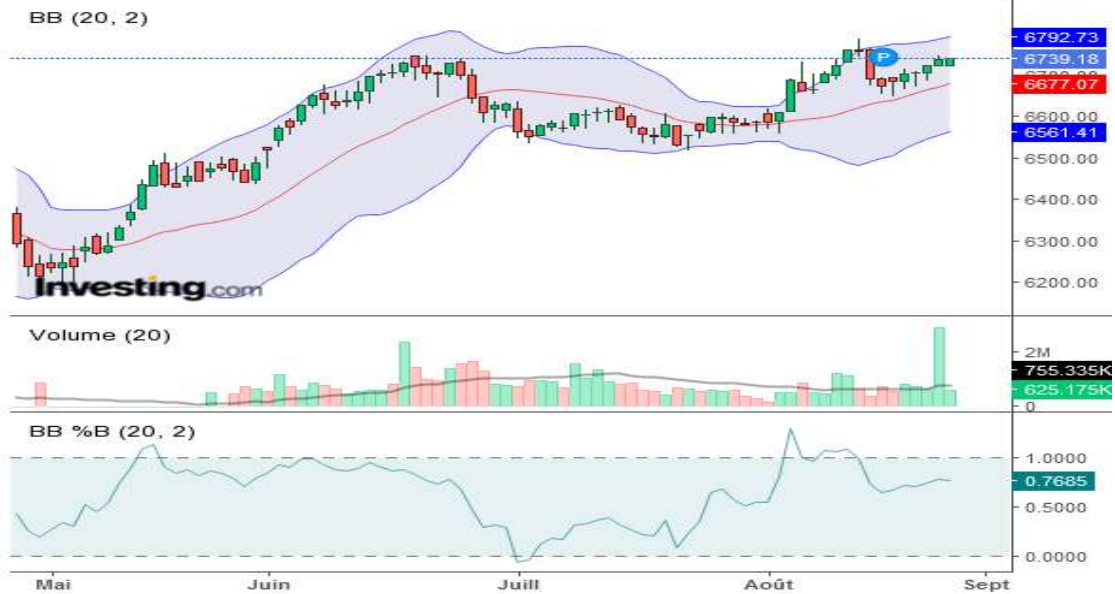 BB (20, 2)
6792.73
6739.18
6700.00
6677.07
6600.00
6561.41
6500.00
6400.00
6300.00
6200.00
Investing.com
P
Volume (20)
2M
755.335K
625.175K
0
BB %B (20, 2)
1.0000
0.7685
0.5000
0.0000
Mai Juin Juill Août Sept